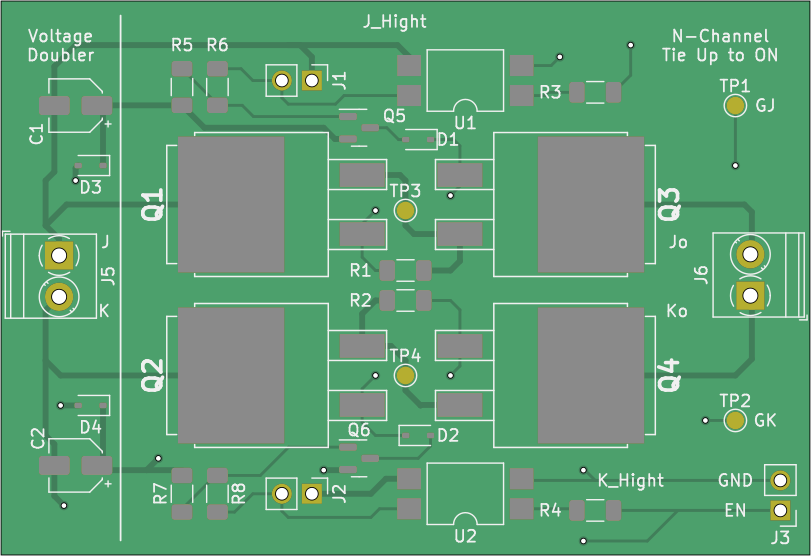 J_Hight
Voltage
Doubler
N-Channel
Tie Up to ON
R5
R6
J1
U1
R3
TP1
GJ
C1
+
Q5
D1
D3
Q1
TP3
Q3
J
J5
K
R1
R2
Jo
J6
Ko
Q2
TP4
Q4
D4
C2
+
Q6
D2
TP2
GK
R7
R8
J2
U2
K_Hight
GND
R4
EN
J3